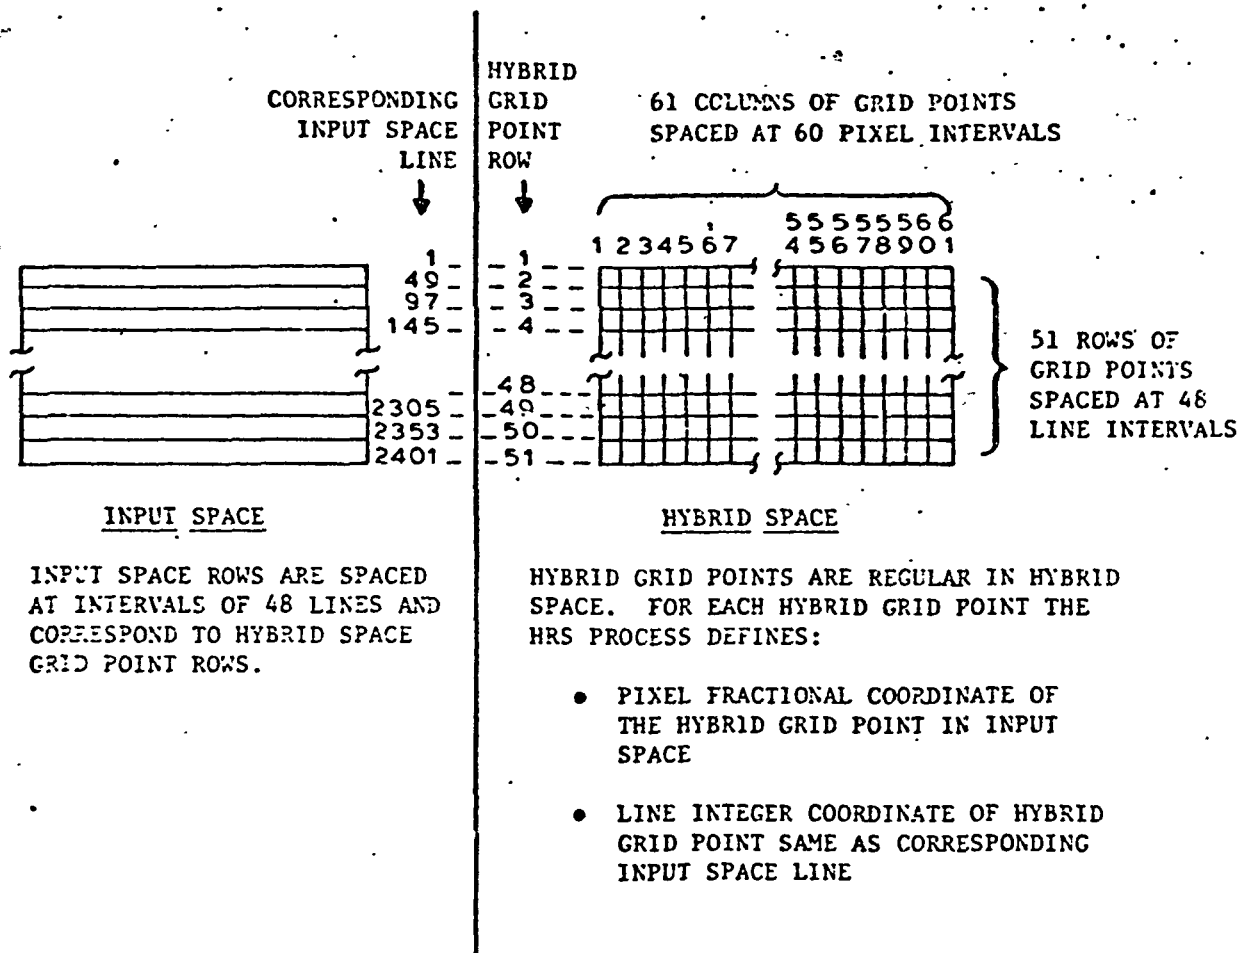 CORRESPONDING
INPUT SPACE
LINE
HYBRID
GRID
POINT
ROW
61 COLUMNS OF GRID POINTS
SPACED AT 60 PIXEL INTERVALS
5 5 5 5 5 5 6 6
1 2 3 4 5 6 7 4 5 6 7 8 9 0 1
1 1
49 2
97 3
145 4
48
2305 49
2353 50
2401 51
51 ROWS OF
GRID POINTS
SPACED AT 48
LINE INTERVALS
INPUT SPACE
INPUT SPACE ROWS ARE SPACED
AT INTERVALS OF 48 LINES AND
CORRESPOND TO HYBRID SPACE
GRID POINT ROWS.
HYBRID SPACE
HYBRID GRID POINTS ARE REGULAR IN HYBRID
SPACE. FOR EACH HYBRID GRID POINT THE
HRS PROCESS DEFINES:
• PIXEL FRACTIONAL COORDINATE OF
THE HYBRID GRID POINT IN INPUT
SPACE
• LINE INTEGER COORDINATE OF HYBRID
GRID POINT SAME AS CORRESPONDING
INPUT SPACE LINE